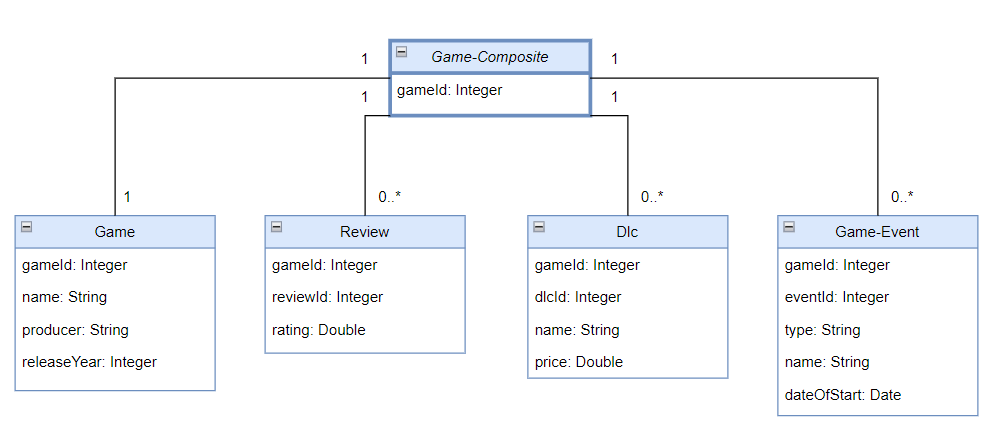 Game-Composite
gameId: Integer
1
1
1
1
1
0..*
0..*
0..*
Game
gameId: Integer
name: String
producer: String
releaseYear: Integer
Review
gameId: Integer
reviewId: Integer
rating: Double
Dlc
gameId: Integer
dlcId: Integer
name: String
price: Double
Game-Event
gameId: Integer
eventId: Integer
type: String
name: String
dateOfStart: Date